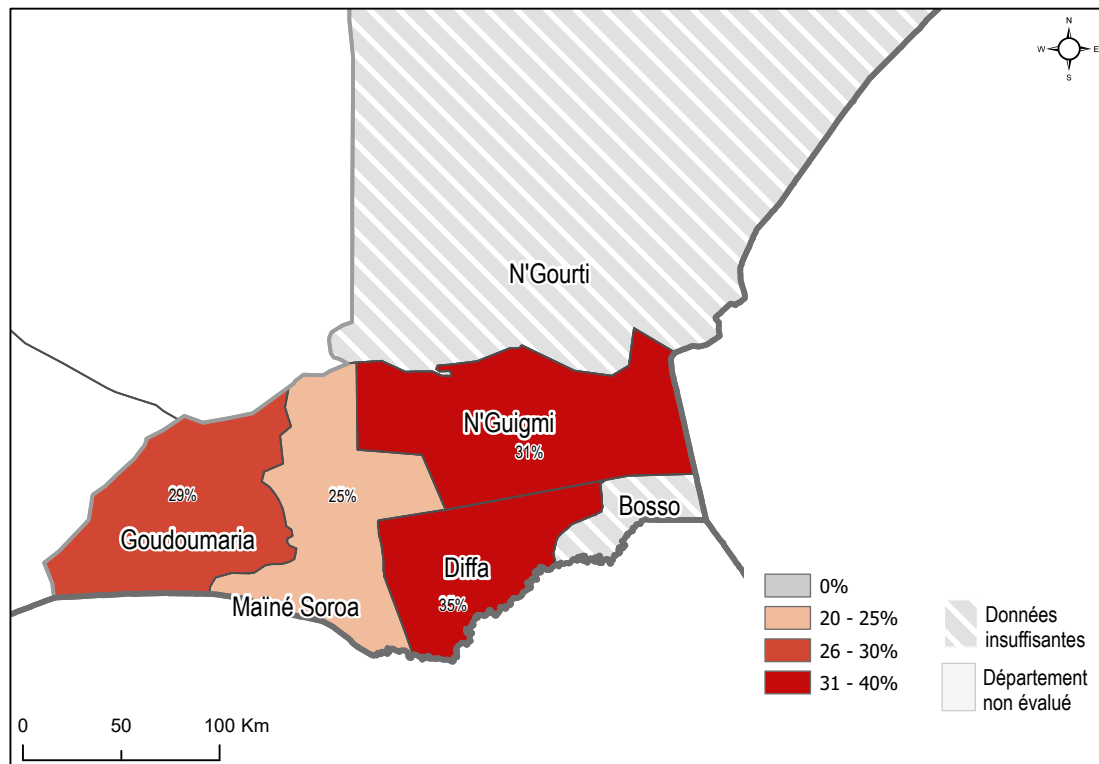 N
W E
S
N'Gourti
N'Guigmi
31%
29%
25%
Bosso
Goudoumaria
Diffa
35%
Maïné Soroa
0%
20 - 25%
26 - 30%
31 - 40%
Données
insuffisantes
Département
non évalué
0 50 100 Km